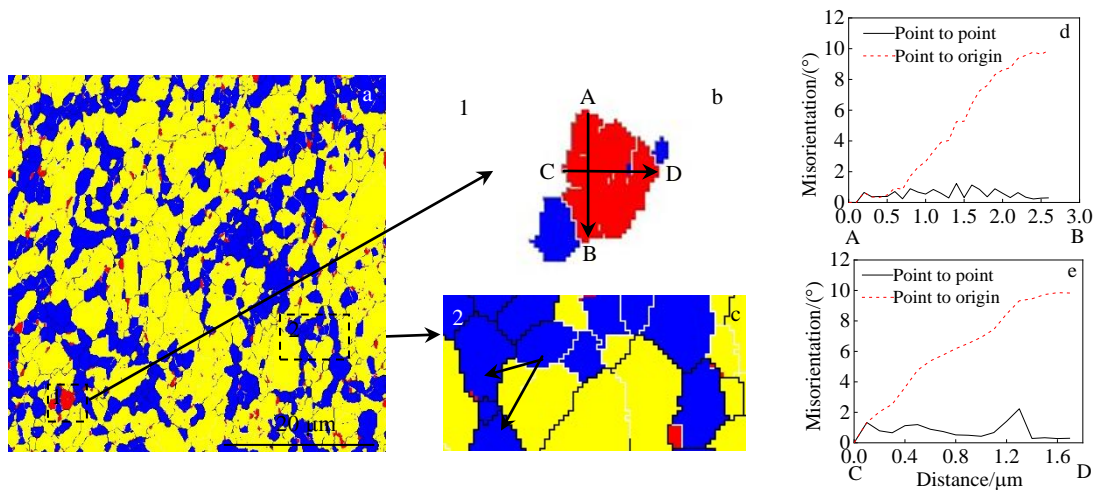 a
20 μm
1
b
A
C
D
B
2
c
12
10
8
6
4
2
0
Misorientation/(°)
Point to point
Point to origin
d
0.0 0.5 1.0 1.5 2.0 2.5 3.0
A
B
12
10
8
6
4
2
0
Misorientation/(°)
Point to point
Point to origin
e
0.0 0.4 0.8 1.2 1.6
C
Distance/μm
D